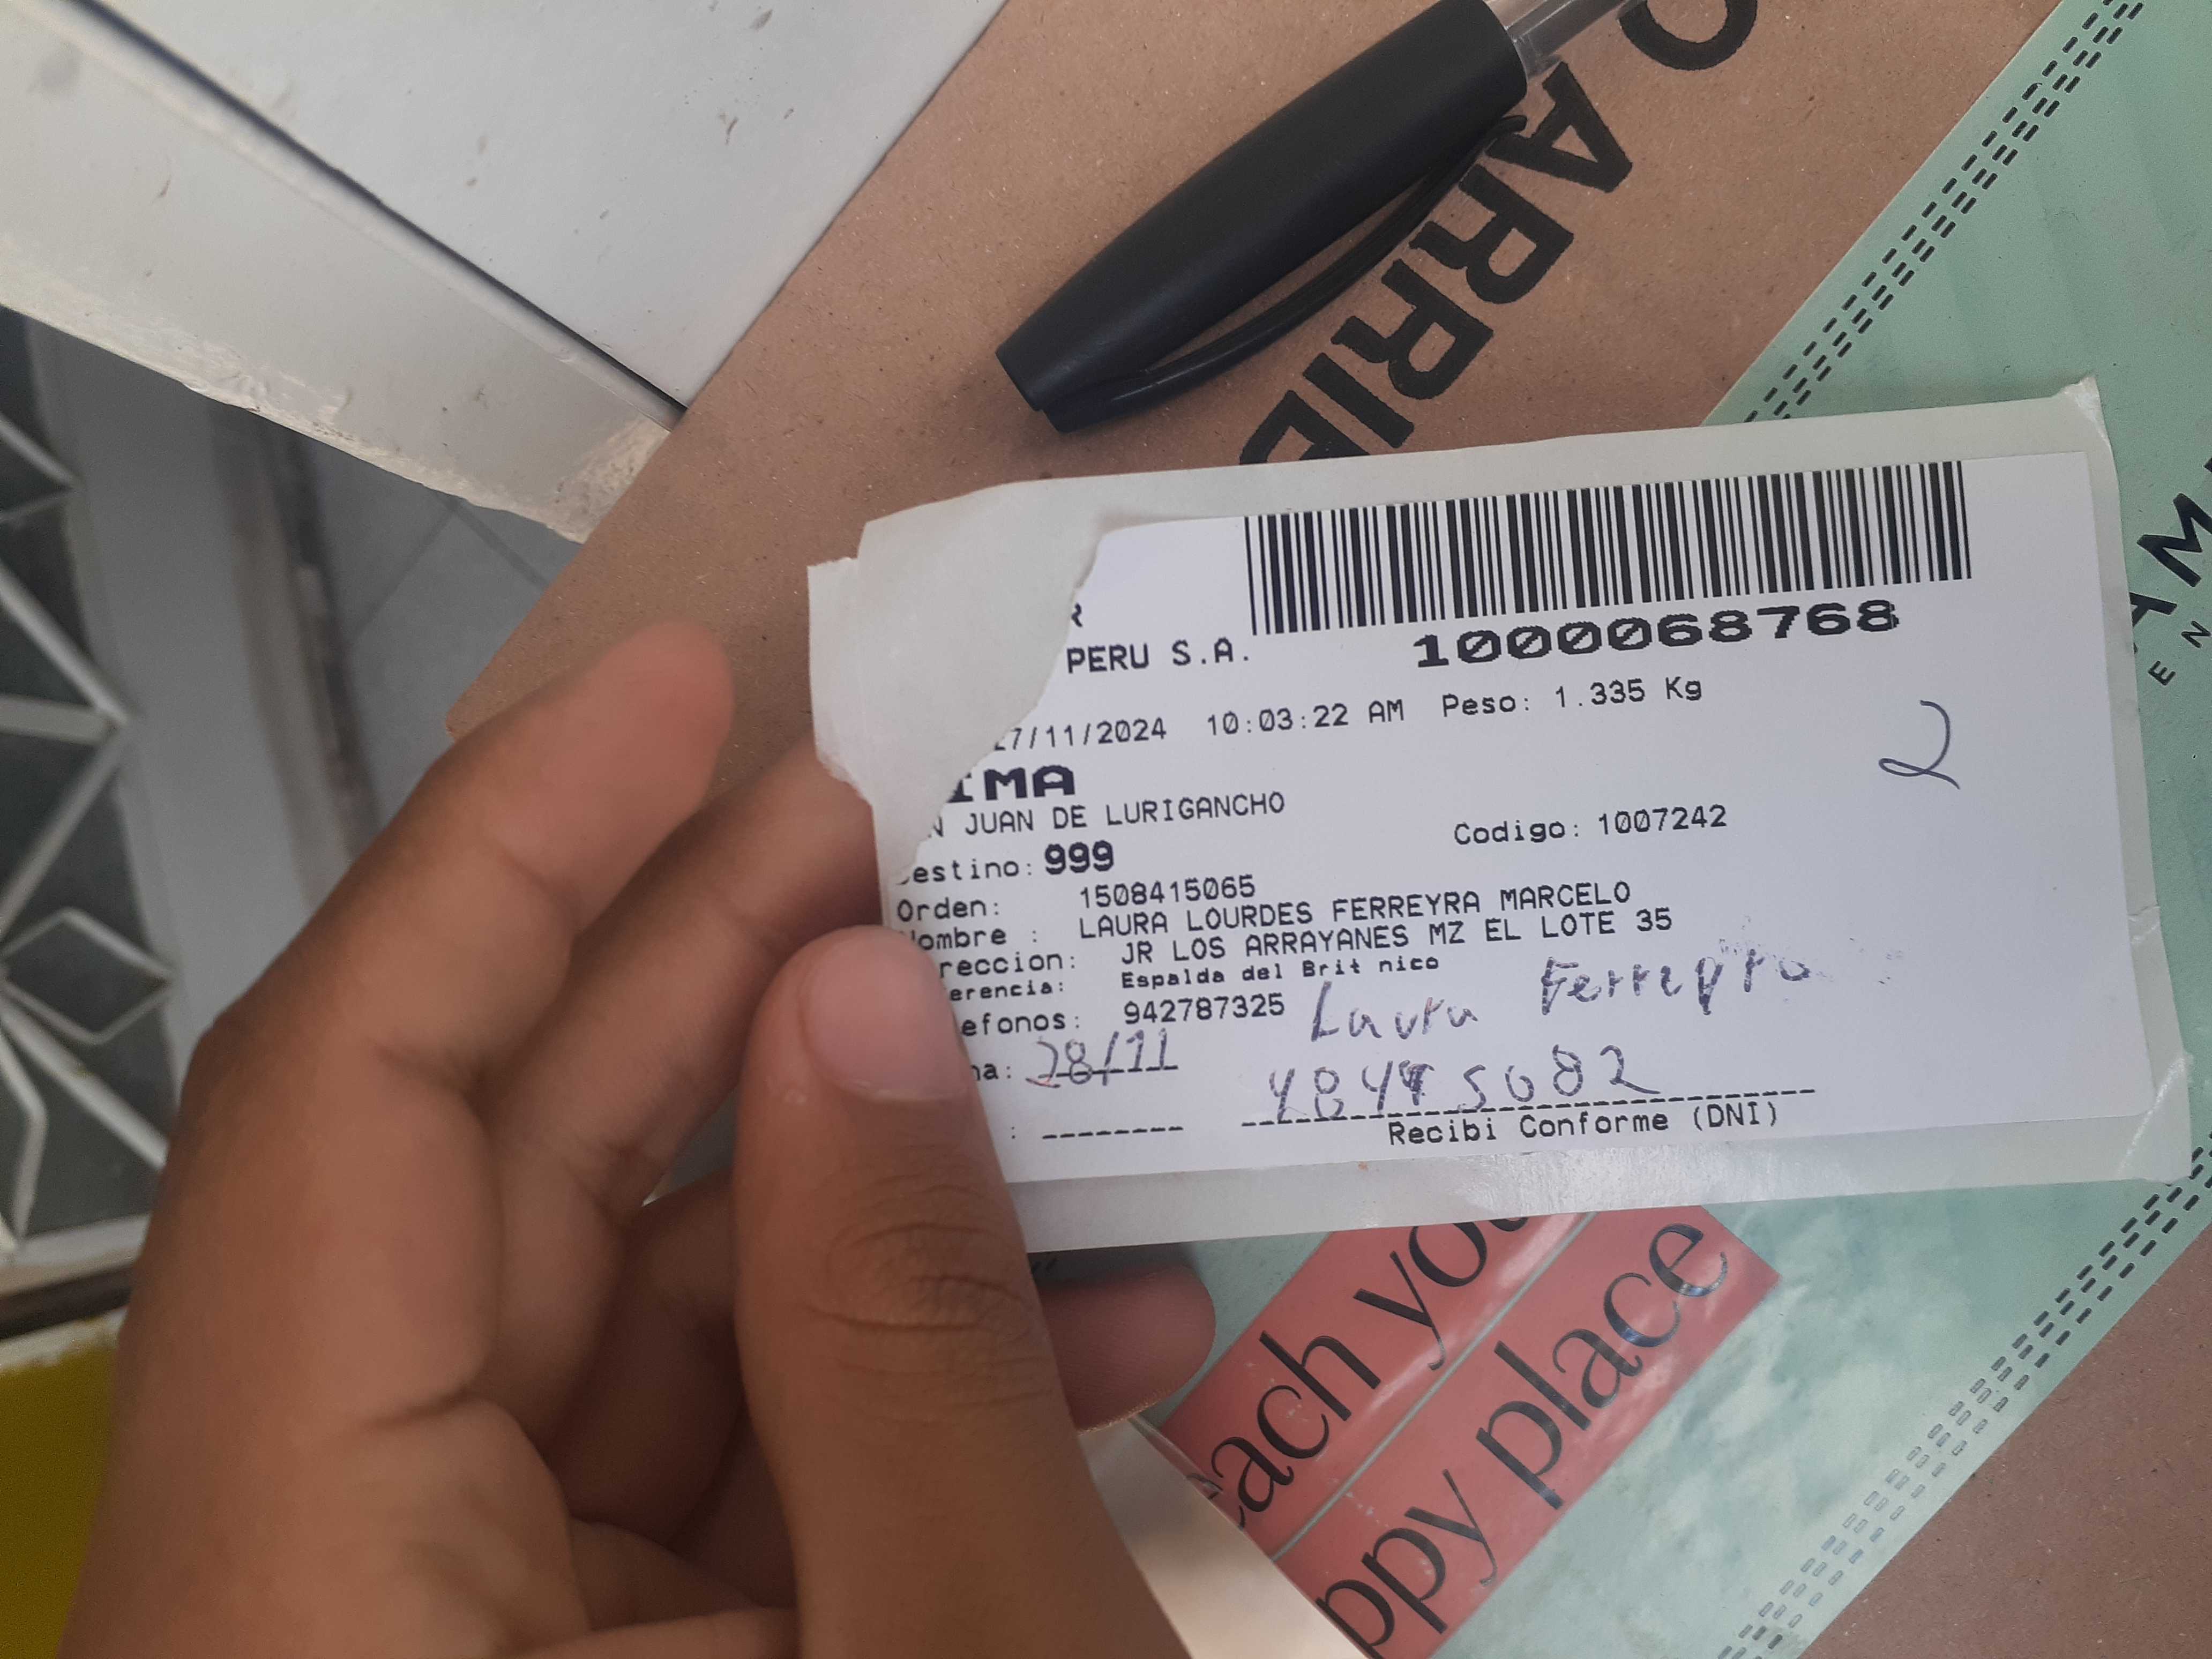 ARRIE
1000068768
PERU S.A.
/11/2024 10:03:22 AM Peso: 1.335 Kg
IMA
N JUAN DE LURIGANCHO
Codigo: 1007242
estino: 999
Orden: 1508415065
ombre : LAURA LOURDES FERREYRA MARCELO
reccion: JR LOS ARRAYANES MZ EL LOTE 35
erencia: Espalda del Brit nico
efonos: 942787325
Laura Ferreyra
a: 28/11
Recibi Conforme (DNI)
2
each you
ppy place